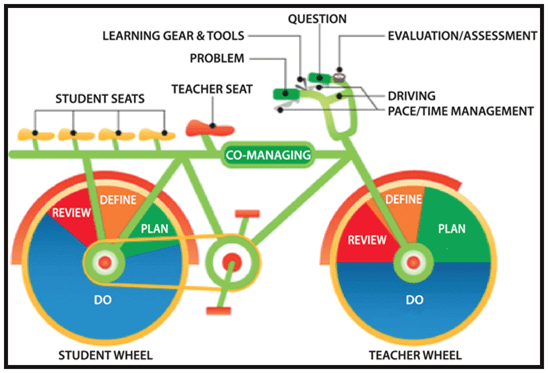 QUESTION
LEARNING GEAR & TOOLS
EVALUATION/ASSESSMENT
PROBLEM
TEACHER SEAT
DRIVING
STUDENT SEATS
PACE/TIME MANAGEMENT
CO-MANAGING
REVIEW
DEFINE
PLAN
DO
DEFINE
REVIEW
PLAN
DO
STUDENT WHEEL
TEACHER WHEEL